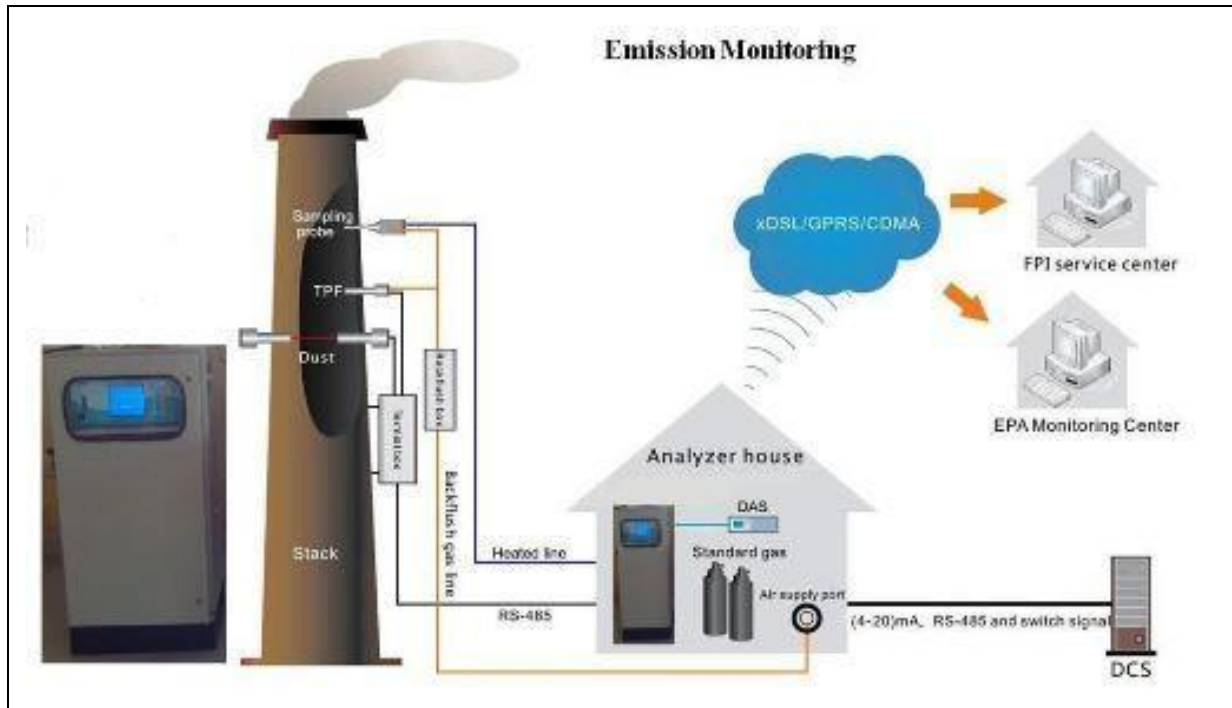 Emission Monitoring
Sampling
probe
TPF
Dust
Stack
Backflush gas line
Heated line
RS-485
Analyzer house
DAS
Standard gas
Air supply port
xDSL/GPRS/CDMA
FPI service center
EPA Monitoring Center
(4-20)mA, RS-485 and switch signal
DCS